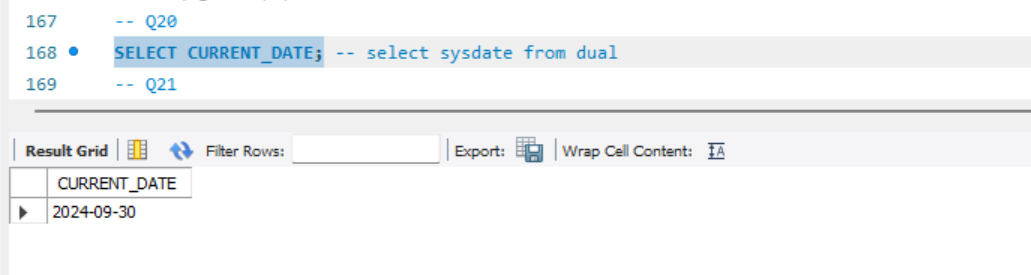 167 -- Q20
168 SELECT CURRENT_DATE; -- select sysdate from dual
169 -- Q21
Result Grid Filter Rows: Export: Wrap Cell Content: IA
CURRENT_DATE
2024-09-30